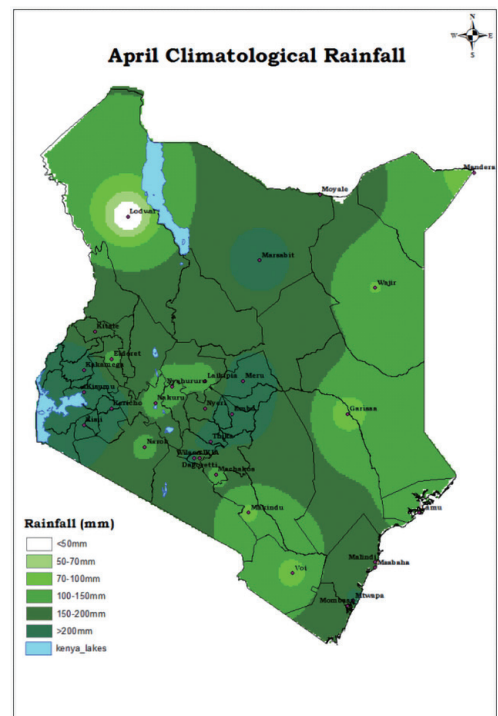 N
W E
S
April Climatological Rainfall
Mandera
Moyale
Lodwar
Marsabit
Wajir
Kitale
Eldoret
Kakamega
Laikipia Meru
Nyahururu
Kisumu
Nakuru
Nyeri
Embu
Garissa
Kericho
Kisii
Thika
Narok
Wilson
Dagoretti
Machakos
Lamu
Makindu
Rainfall (mm)
<50mm
50-70mm
70-100mm
100-150mm
150-200mm
>200mm
kenya_lakes
Malindi
Msabaha
Voi
Mtwapa
Mombasa